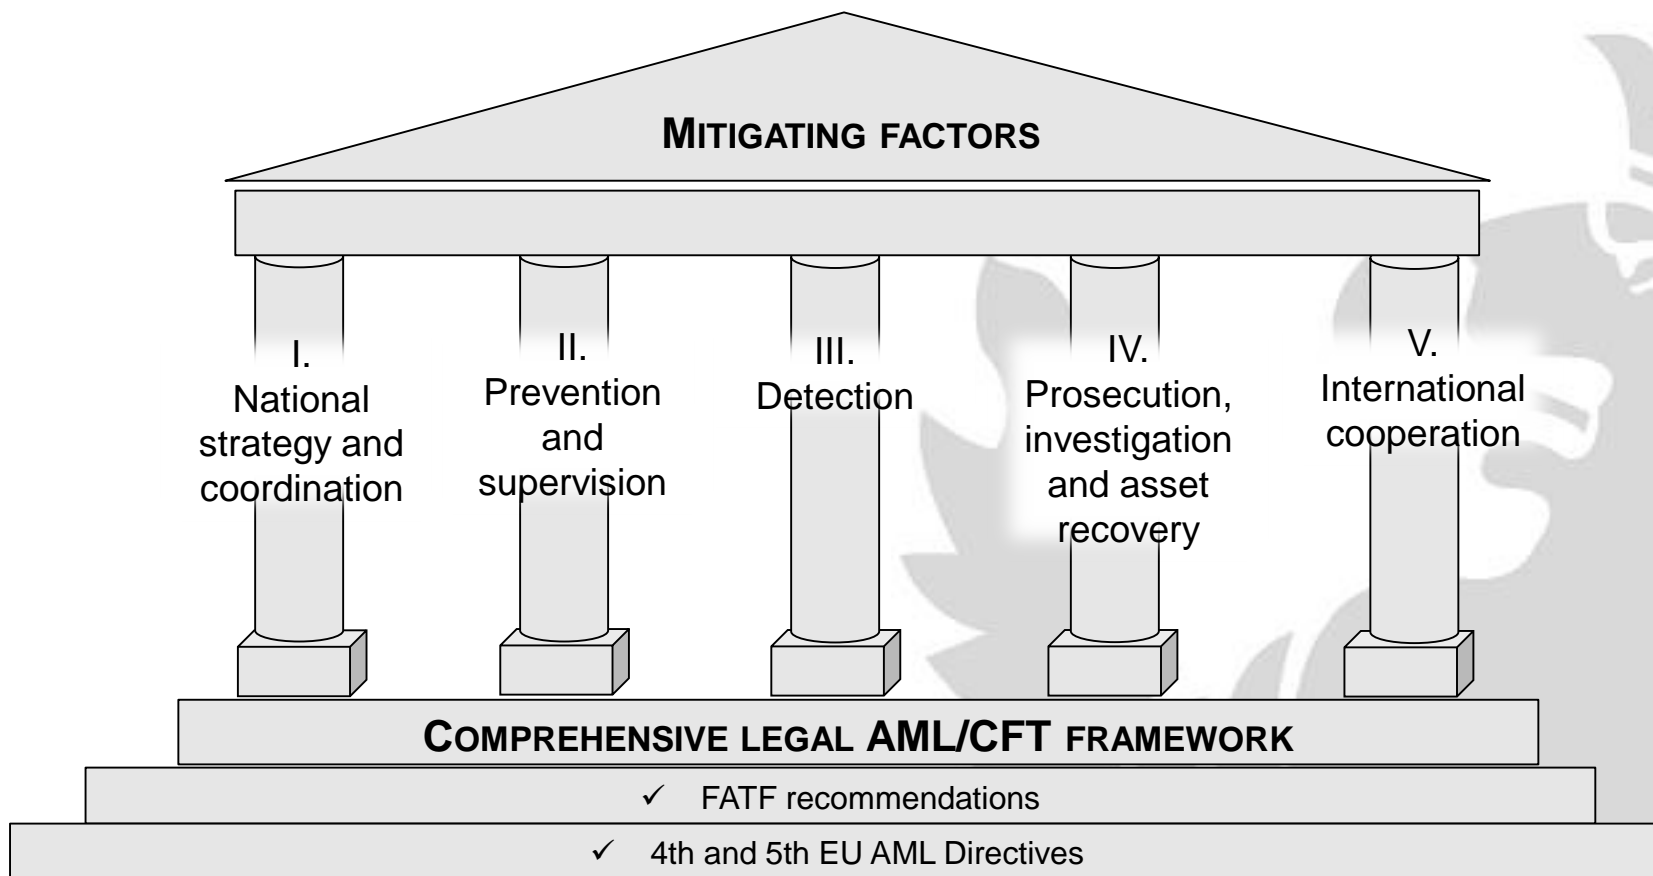 MITIGATING FACTORS
I.
National
strategy and
coordination
II.
Prevention
and
supervision
III.
Detection
IV.
Prosecution,
investigation
and asset
recovery
V.
International
cooperation
COMPREHENSIVE LEGAL AML/CFT FRAMEWORK
✓ FATF recommendations
✓ 4th and 5th EU AML Directives